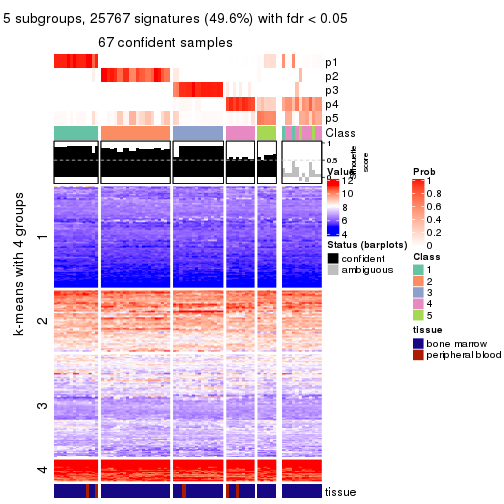 5 subgroups, 25767 signatures (49.6%) with fdr < 0.05
67 confident samples
p1
p2
p3
p4
p5
Class
1
0.5
0
silhouette
score
k-means with 4 groups
1
2
3
4
tissue
Value
12
10
8
6
4
Status (barplots)
confident
ambiguous
Prob
1
0.8
0.6
0.4
0.2
0
Class
1
2
3
4
5
tissue
bone marrow
peripheral blood